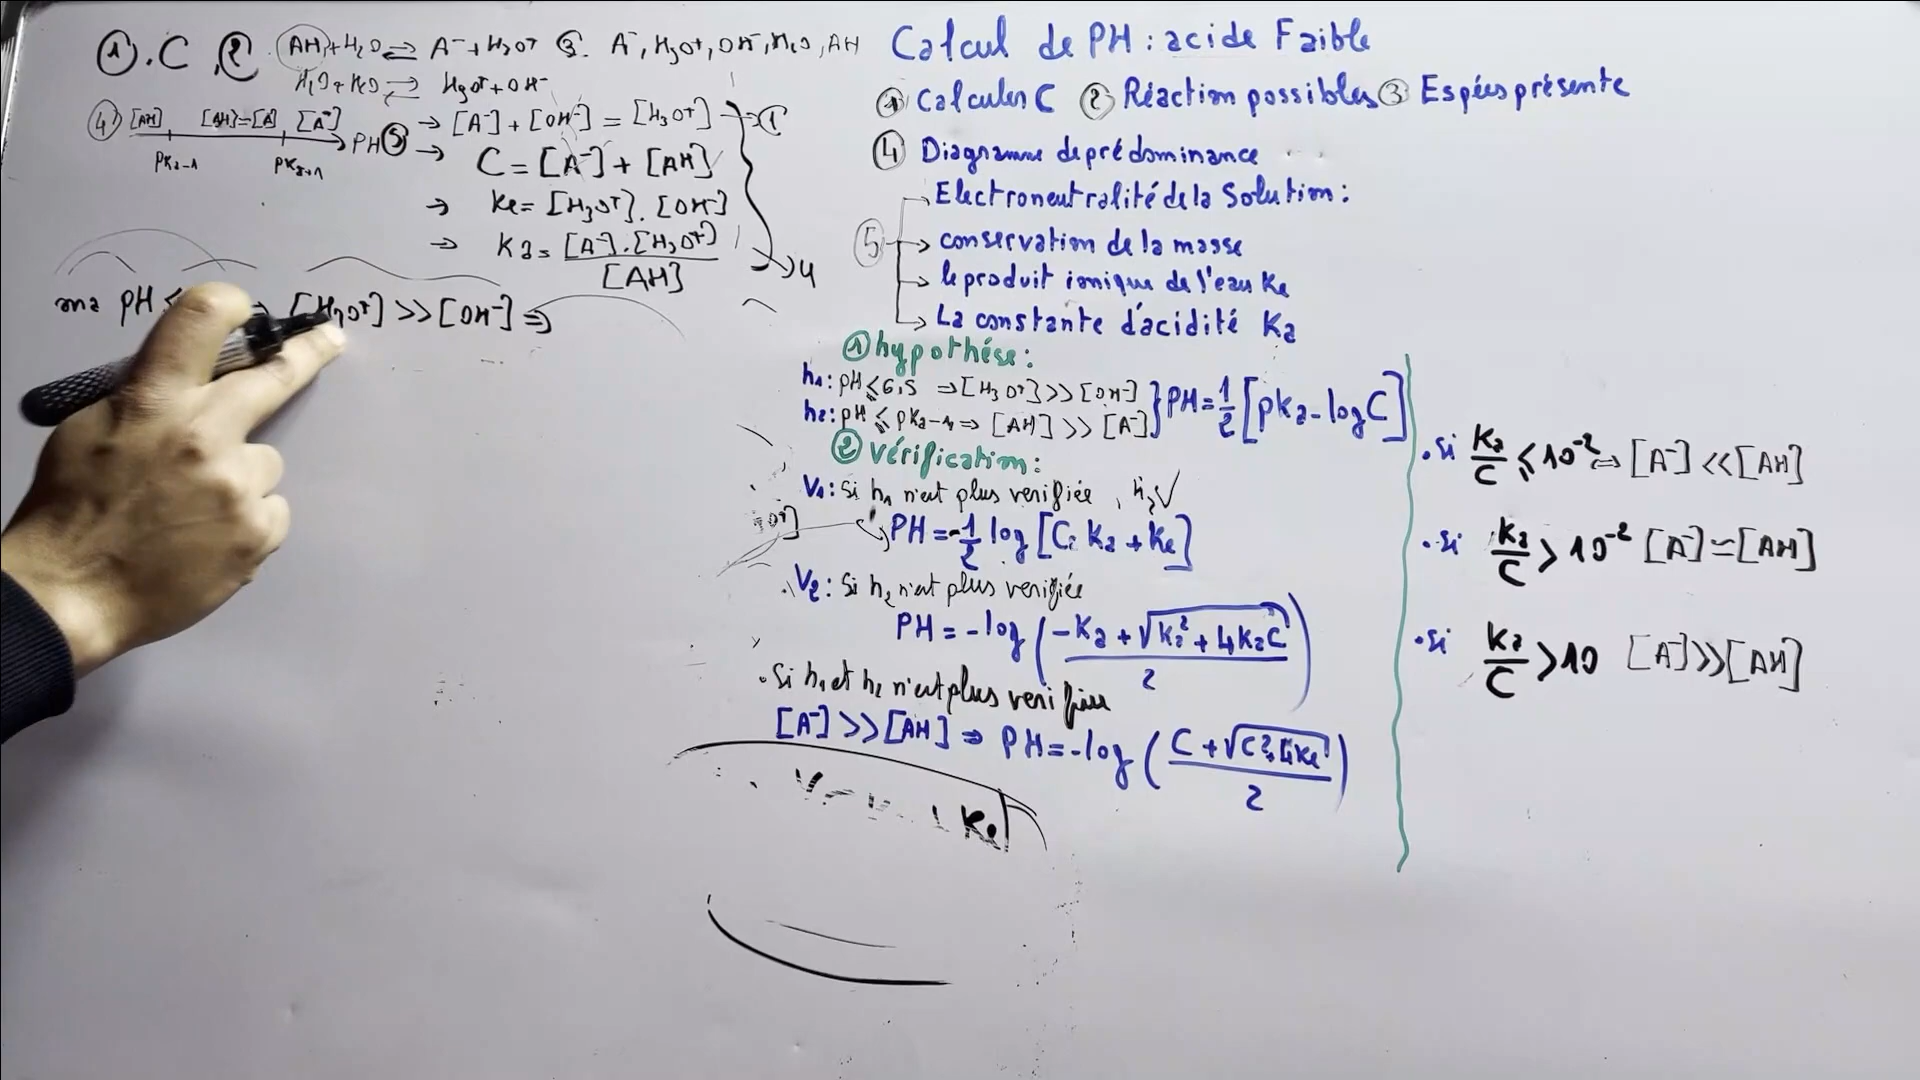 ① . C , ② . AH + H₂O ⇌ A⁻ + H₃O⁺ ③. A⁻, H₃O⁺, OH⁻, H₂O, AH
H₂O + H₂O ⇌ H₃O⁺ + OH⁻
④ [AH] [AH]=[A⁻] [A⁻] PH
pKa-1 pKa+1
⑤ → [A⁻] + [OH⁻] = [H₃O⁺] → 1
→ C = [A⁻] + [AH]
→ Ke = [H₃O⁺] . [OH⁻]
→ Ka = [A⁻] . [H₃O⁺] / [AH] → 4
ona pH ≤ ⇒ [H₃O⁺] >> [OH⁻] ⇒
Calcul de PH : acide Faible
① Calculer C ② Réaction possibles ③ Espées présente
④ Diagramme de prédominance
⑤ → Electroneutralité de la Solution :
→ conservation de la masse
→ le produit ionique de l'eau Ke
→ La constante d'acidité Ka
① hypothése :
h₁ : pH ≤ 6,5 ⇒ [H₃O⁺] >> [OH⁻]
h₂ : pH ≤ pKa-1 ⇒ [AH] >> [A⁻] } PH = 1/2 [pKa - log C]
② vérification :
V₁ : Si h₁ n'est plus verifiée , h₂ ✓
PH = -1/2 log [C. Ka + Ke]
V₂ : Si h₂ n'est plus verifiée
PH = -log ( (-Ka + √(Ka² + 4KaC)) / 2 )
. Si h₁ et h₂ n'est plus verifiée
[A⁻] >> [AH] ⇒ PH = -log ( (C + √(C²+4Ke)) / 2 )
Ke
. Si Ka/C ≤ 10⁻² ⇒ [A⁻] << [AH]
. Si Ka/C > 10⁻² [A⁻] ≃ [AH]
. Si Ka/C > 10 [A⁻] >> [AH]